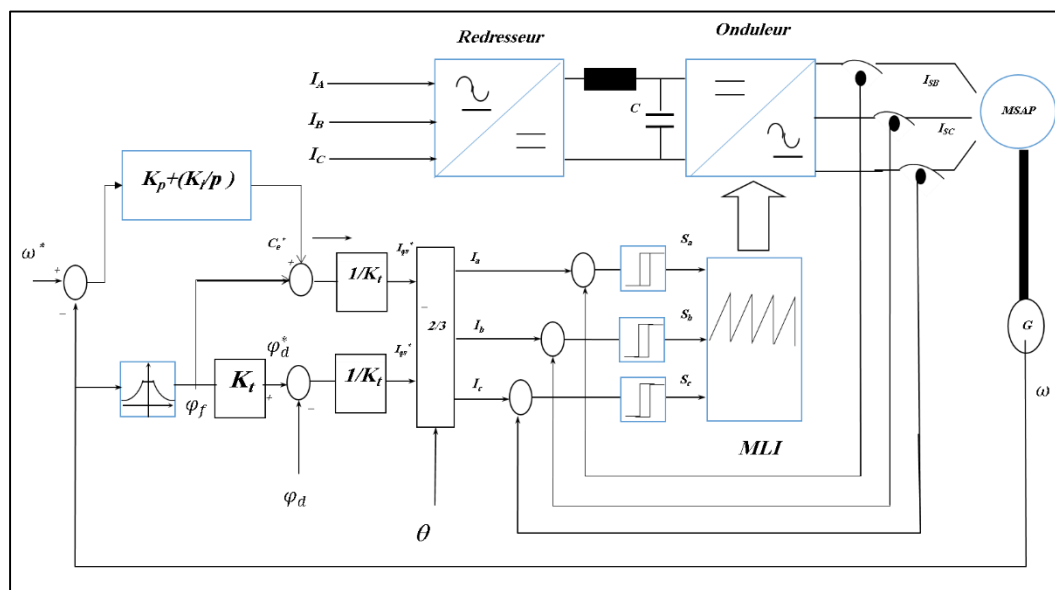 Redresseur
Onduleur
I_A
I_B
I_C
C
I_SB
I_SC
MSAP
K_p+(K_i/p )
ω*
+
−
C_e*
+
+
1/K_t
I_qs*
−
2/3
I_a
I_b
I_c
S_a
S_b
S_c
φ_f
K_t
φ_d*
+
−
1/K_t
I_qs*
φ_d
θ
MLI
G
ω